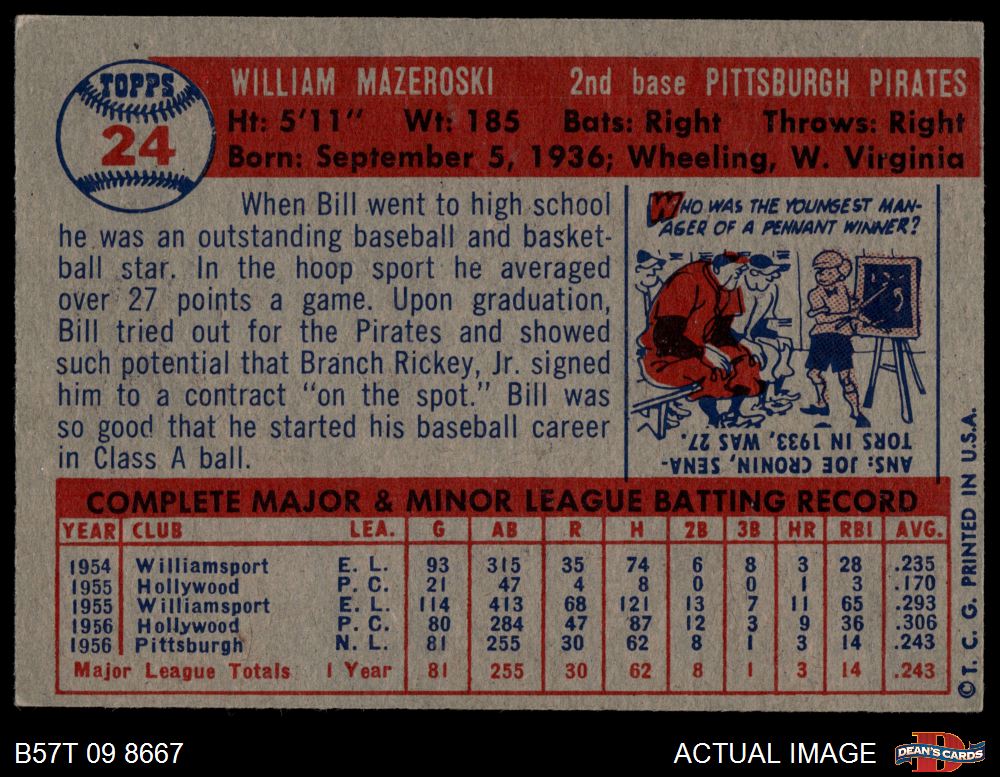 TOPPS
24
WILLIAM MAZEROSKI 2nd base PITTSBURGH PIRATES
Ht: 5'11" Wt: 185 Bats: Right Throws: Right
Born: September 5, 1936; Wheeling, W. Virginia
When Bill went to high school
he was an outstanding baseball and basket-
ball star. In the hoop sport he averaged
over 27 points a game. Upon graduation,
Bill tried out for the Pirates and showed
such potential that Branch Rickey, Jr. signed
him to a contract "on the spot." Bill was
so good that he started his baseball career
in Class A ball.
WHO WAS THE YOUNGEST MAN-
AGER OF A PENNANT WINNER?
ANS: JOE CRONIN, SENA-
TORS IN 1933, WAS 27.
COMPLETE MAJOR & MINOR LEAGUE BATTING RECORD
YEAR CLUB LEA. G AB R H 2B 3B HR RBI AVG.
1954 Williamsport E. L. 93 315 35 74 6 8 3 28 .235
1955 Hollywood P. C. 21 47 4 8 0 0 1 3 .170
1955 Williamsport E. L. 114 413 68 121 13 7 11 65 .293
1956 Hollywood P. C. 80 284 47 87 12 3 9 36 .306
1956 Pittsburgh N. L. 81 255 30 62 8 1 3 14 .243
Major League Totals 1 Year 81 255 30 62 8 1 3 14 .243
© T. C. G. PRINTED IN U.S.A.
B57T 09 8667 ACTUAL IMAGE
DEAN'S CARDS